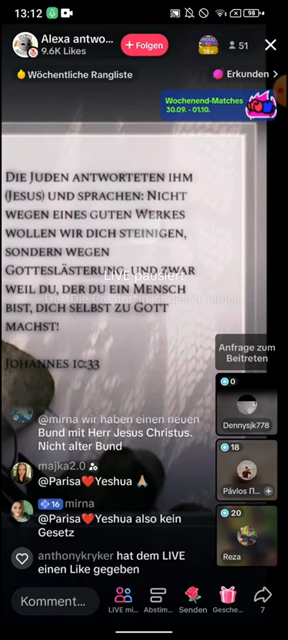 13:12
98
Alexa antwo...
9.6K Likes
+ Folgen
10+
51
Wöchentliche Rangliste
Erkunden >
Wochenend-Matches
30.09. - 01.10.
Die Juden antworteten ihm
(Jesus) und sprachen: Nicht
wegen eines guten Werkes
wollen wir dich steinigen,
sondern wegen
Gotteslästerung, und zwar
weil du, der du ein Mensch
bist, dich selbst zu Gott
machst!
Johannes 10:33
LIVE pausiert
Anfrage zum
Beitreten
0
Dennysjk778
18
Pávlos Π...
20
Reza
@mirna wir haben einen neuen
Bund mit Herr Jesus Christus.
Nicht alter Bund
majka2.0
@Parisa❤️Yeshua 🙏🏼
16 mirna
@Parisa❤️Yeshua also kein
Gesetz
anthonykryker hat dem LIVE
einen Like gegeben
Komment...
LIVE mi...
Abstim...
Senden
Gesche...
7